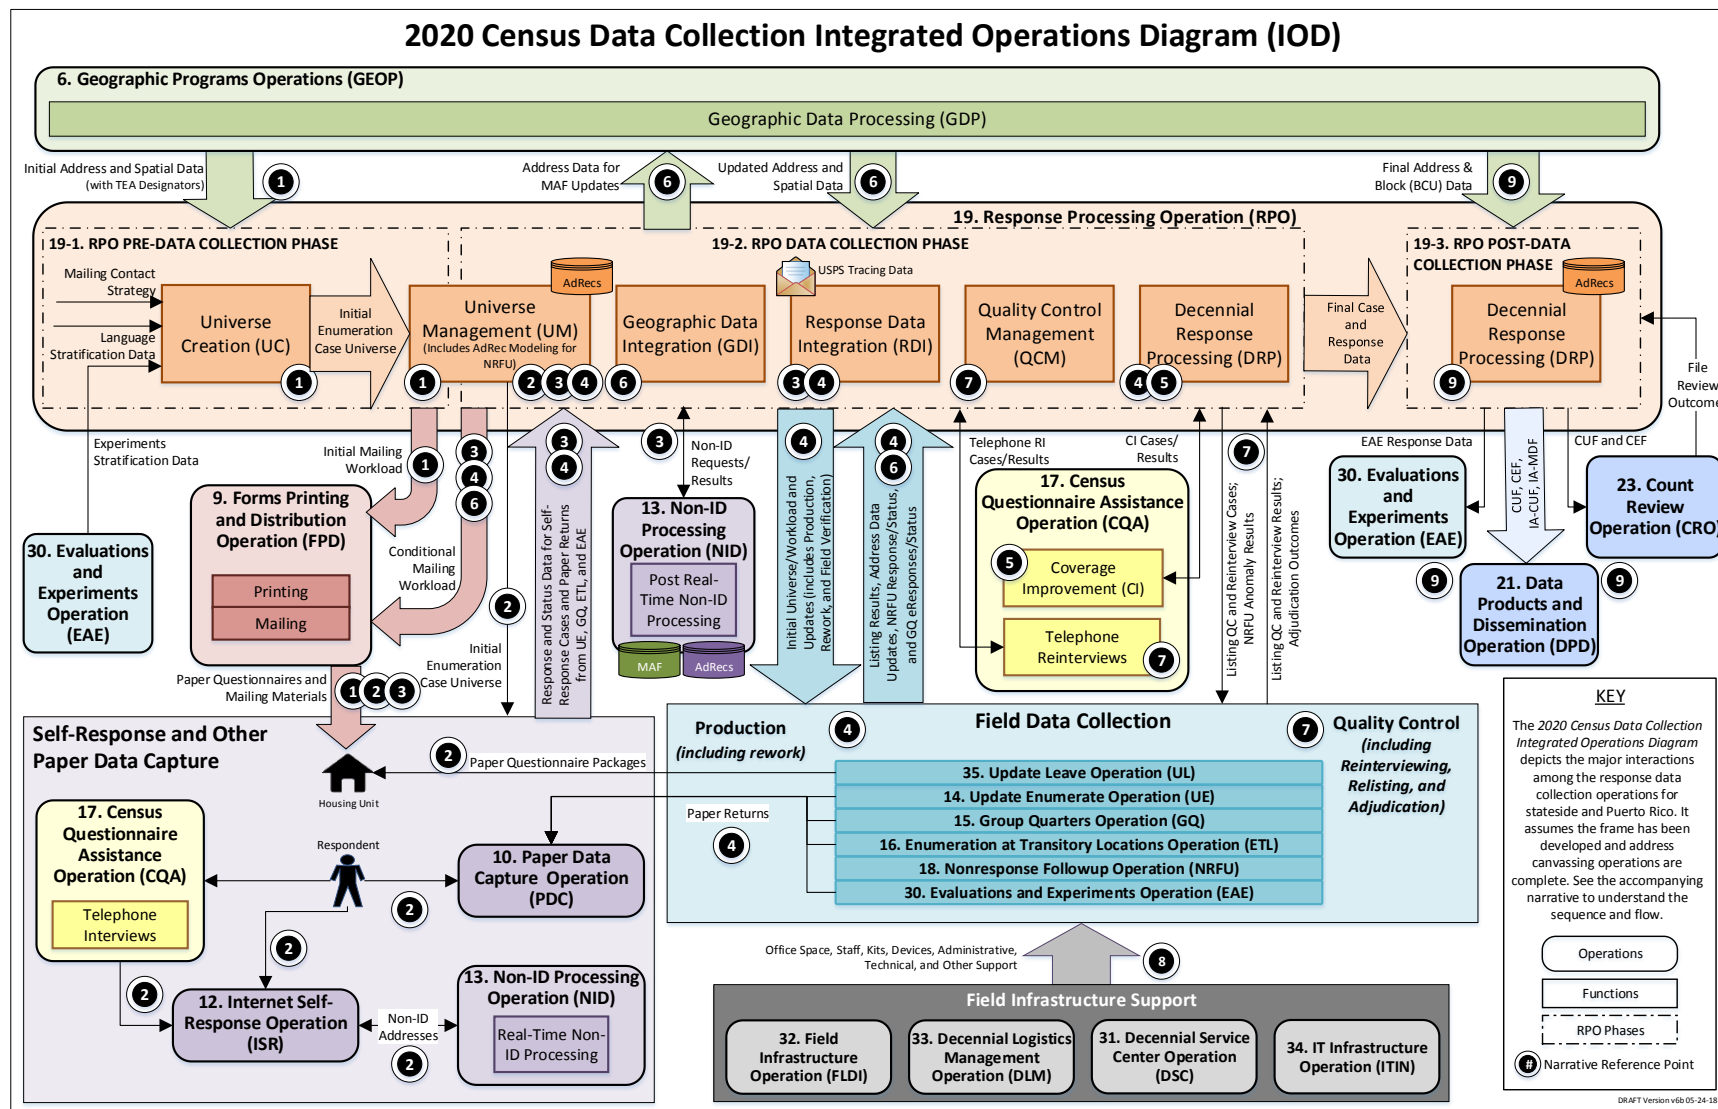 2020 Census Data Collection Integrated Operations Diagram (IOD)
6. Geographic Programs Operations (GEOP)
Geographic Data Processing (GDP)
Initial Address and Spatial Data
(with TEA Designators)
1
Address Data for
MAF Updates
6
Updated Address and
Spatial Data
6
Final Address &
Block (BCU) Data
9
19. Response Processing Operation (RPO)
19-1. RPO PRE-DATA COLLECTION PHASE
Mailing Contact
Strategy
Language
Stratification Data
Universe
Creation (UC)
1
Initial
Enumeration
Case Universe
19-2. RPO DATA COLLECTION PHASE
AdRecs
Universe
Management (UM)
(Includes AdRec Modeling for
NRFU)
1
2
3
4
Geographic Data
Integration (GDI)
6
USPS Tracing Data
Response Data
Integration (RDI)
3
4
Quality Control
Management
(QCM)
7
Decennial
Response
Processing (DRP)
4
5
Final Case
and
Response
Data
19-3. RPO POST-DATA
COLLECTION PHASE
AdRecs
Decennial
Response
Processing (DRP)
9
File
Review
Outcome
Experiments
Stratification Data
30. Evaluations
and
Experiments
Operation
(EAE)
Initial Mailing
Workload
1
3
4
6
9. Forms Printing
and Distribution
Operation (FPD)
Printing
Mailing
Conditional
Mailing
Workload
Paper Questionnaires and
Mailing Materials
1
2
3
2
Initial
Enumeration
Case Universe
3
4
Response and Status Data for Self-
Response Cases and Paper Returns
from UE, GQ, ETL, and EAE
3
Non-ID
Requests/
Results
13. Non-ID
Processing
Operation (NID)
Post Real-
Time Non-ID
Processing
MAF
AdRecs
4
Initial Universe/Workload and
Updates (includes Production,
Rework, and Field Verification)
4
6
Listing Results, Address Data
Updates, NRFU Response/Status,
and GQ eResponses/Status
Telephone RI
Cases/Results
CI Cases/
Results
17. Census
Questionnaire Assistance
Operation (CQA)
5
Coverage
Improvement (CI)
Telephone
Reinterviews
7
7
Listing QC and Reinterview Cases;
NRFU Anomaly Results
Listing QC and Reinterview Results;
Adjudication Outcomes
EAE Response Data
30. Evaluations
and
Experiments
Operation (EAE)
9
CUF, CEF,
IA-CUF, IA-MDF
CUF and CEF
23. Count
Review
Operation (CRO)
9
21. Data
Products and
Dissemination
Operation (DPD)
Self-Response and Other
Paper Data Capture
Housing Unit
2
Paper Questionnaire Packages
17. Census
Questionnaire
Assistance
Operation (CQA)
Telephone
Interviews
Respondent
2
2
2
10. Paper Data
Capture Operation
(PDC)
12. Internet Self-
Response Operation
(ISR)
Non-ID
Addresses
2
13. Non-ID Processing
Operation (NID)
Real-Time Non-
ID Processing
Production
(including rework)
4
Field Data Collection
7
Quality Control
(including
Reinterviewing,
Relisting, and
Adjudication)
Paper Returns
4
35. Update Leave Operation (UL)
14. Update Enumerate Operation (UE)
15. Group Quarters Operation (GQ)
16. Enumeration at Transitory Locations Operation (ETL)
18. Nonresponse Followup Operation (NRFU)
30. Evaluations and Experiments Operation (EAE)
Office Space, Staff, Kits, Devices, Administrative,
Technical, and Other Support
8
Field Infrastructure Support
32. Field
Infrastructure
Operation (FLDI)
33. Decennial Logistics
Management
Operation (DLM)
31. Decennial Service
Center Operation
(DSC)
34. IT Infrastructure
Operation (ITIN)
KEY
The 2020 Census Data Collection
Integrated Operations Diagram
depicts the major interactions
among the response data
collection operations for
stateside and Puerto Rico. It
assumes the frame has been
developed and address
canvassing operations are
complete. See the accompanying
narrative to understand the
sequence and flow.
Operations
Functions
RPO Phases
# Narrative Reference Point
DRAFT Version v6b 05-24-18